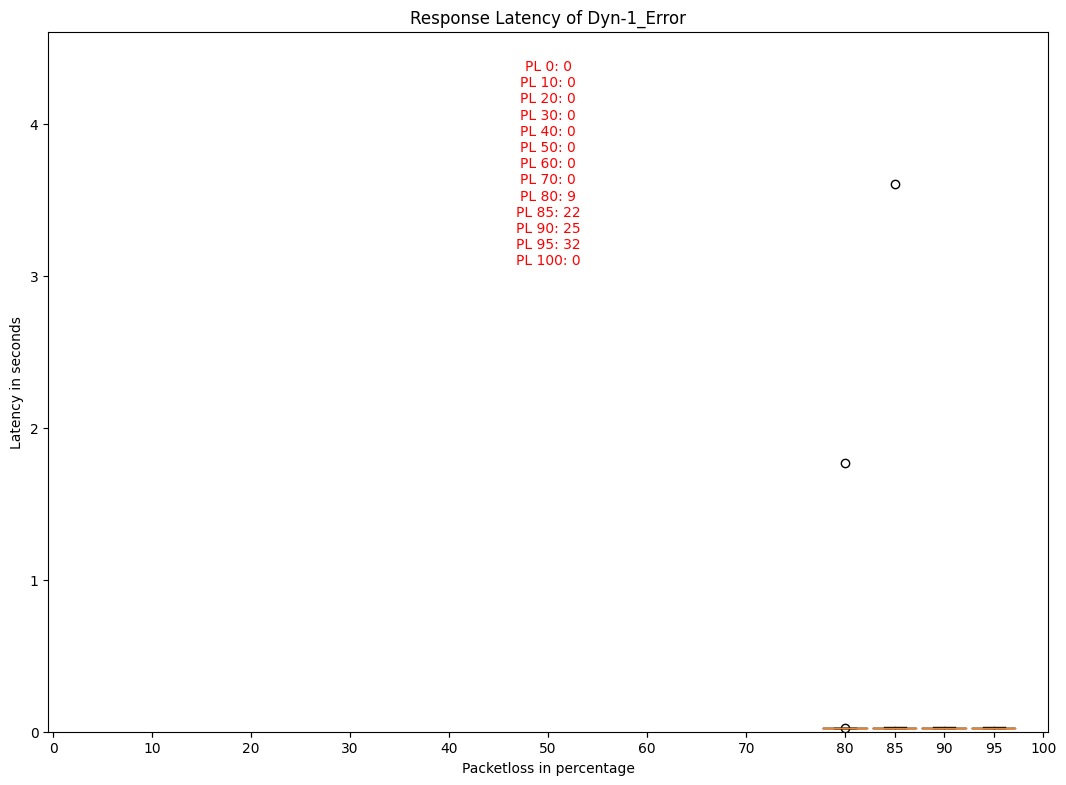 Response Latency of Dyn-1_Error
PL 0: 0
PL 10: 0
PL 20: 0
PL 30: 0
PL 40: 0
PL 50: 0
PL 60: 0
PL 70: 0
PL 80: 9
PL 85: 22
PL 90: 25
PL 95: 32
PL 100: 0
4
3
2
1
0
Latency in seconds
0 10 20 30 40 50 60 70 80 85 90 95 100
Packetloss in percentage